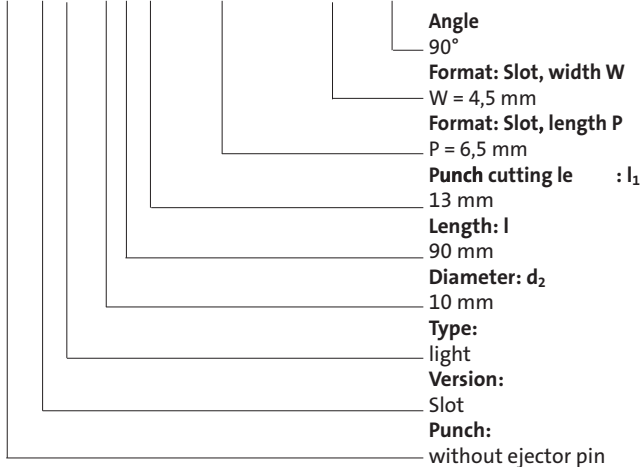 Angle
90°
Format: Slot, width W
W = 4,5 mm
Format: Slot, length P
P = 6,5 mm
Punch cutting le : l₁
13 mm
Length: l
90 mm
Diameter: d₂
10 mm
Type:
light
Version:
Slot
Punch:
without ejector pin